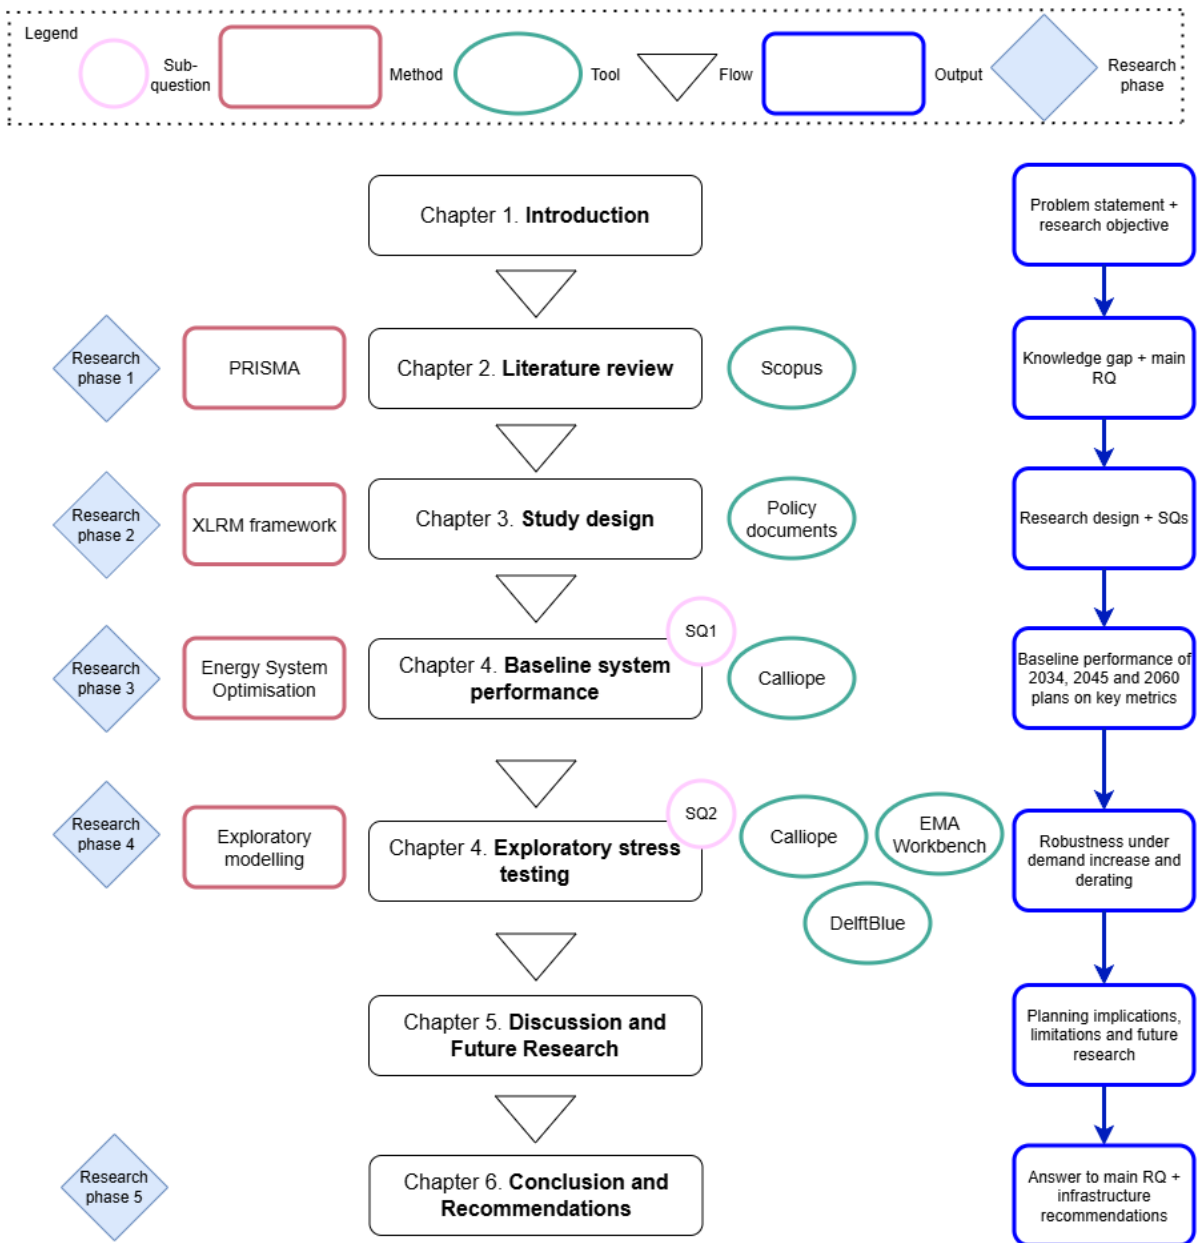 Legend
Sub-
question
Method
Tool
Flow
Output
Research
phase
Chapter 1. Introduction
Problem statement +
research objective
Research
phase 1
PRISMA
Chapter 2. Literature review
Scopus
Knowledge gap + main
RQ
Research
phase 2
XLRM framework
Chapter 3. Study design
Policy
documents
Research design + SQs
Research
phase 3
Energy System
Optimisation
Chapter 4. Baseline system
performance
SQ1
Calliope
Baseline performance of
2034, 2045 and 2060
plans on key metrics
Research
phase 4
Exploratory
modelling
Chapter 4. Exploratory stress
testing
SQ2
Calliope
EMA
Workbench
DelftBlue
Robustness under
demand increase and
derating
Chapter 5. Discussion and
Future Research
Planning implications,
limitations and future
research
Research
phase 5
Chapter 6. Conclusion and
Recommendations
Answer to main RQ +
infrastructure
recommendations